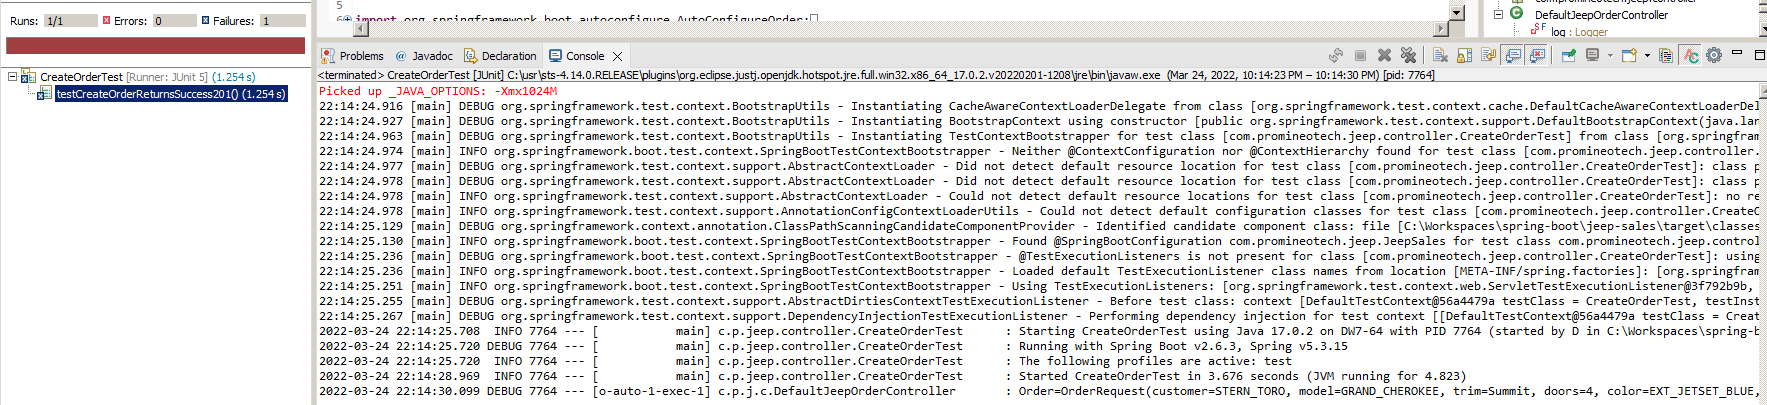 Runs: 1/1
Errors: 0
Failures: 1
CreateOrderTest [Runner: JUnit 5] (1.254 s)
testCreateOrderReturnsSuccess201() (1.254 s)
5
import org.springframework.boot.autoconfigure.AutoConfigureOrder;
DefaultJeepOrderController
log : Logger
Problems @ Javadoc Declaration Console
<terminated> CreateOrderTest [JUnit] C:\usr\sts-4.14.0.RELEASE\plugins\org.eclipse.justj.openjdk.hotspot.jre.full.win32.x86_64_17.0.2.v20220201-1208\jre\bin\javaw.exe (Mar 24, 2022, 10:14:23 PM – 10:14:30 PM) [pid: 7764]
Picked up _JAVA_OPTIONS: -Xmx1024M
22:14:24.916 [main] DEBUG org.springframework.test.context.BootstrapUtils - Instantiating CacheAwareContextLoaderDelegate from class [org.springframework.test.context.cache.DefaultCacheAwareContextLoaderDel
22:14:24.927 [main] DEBUG org.springframework.test.context.BootstrapUtils - Instantiating BootstrapContext using constructor [public org.springframework.test.context.support.DefaultBootstrapContext(java.lan
22:14:24.963 [main] DEBUG org.springframework.test.context.BootstrapUtils - Instantiating TestContextBootstrapper for test class [com.promineotech.jeep.controller.CreateOrderTest] from class [org.springfram
22:14:24.974 [main] INFO org.springframework.boot.test.context.SpringBootTestContextBootstrapper - Neither @ContextConfiguration nor @ContextHierarchy found for test class [com.promineotech.jeep.controller.
22:14:24.977 [main] DEBUG org.springframework.test.context.support.AbstractContextLoader - Did not detect default resource location for test class [com.promineotech.jeep.controller.CreateOrderTest]: class p
22:14:24.978 [main] DEBUG org.springframework.test.context.support.AbstractContextLoader - Did not detect default resource location for test class [com.promineotech.jeep.controller.CreateOrderTest]: class p
22:14:24.978 [main] INFO org.springframework.test.context.support.AbstractContextLoader - Could not detect default resource locations for test class [com.promineotech.jeep.controller.CreateOrderTest]: no re
22:14:24.978 [main] INFO org.springframework.test.context.support.AnnotationConfigContextLoaderUtils - Could not detect default configuration classes for test class [com.promineotech.jeep.controller.CreateO
22:14:25.129 [main] DEBUG org.springframework.context.annotation.ClassPathScanningCandidateComponentProvider - Identified candidate component class: file [C:\Workspaces\spring-boot\jeep-sales\target\classes
22:14:25.130 [main] INFO org.springframework.boot.test.context.SpringBootTestContextBootstrapper - Found @SpringBootConfiguration com.promineotech.jeep.JeepSales for test class com.promineotech.jeep.control
22:14:25.236 [main] DEBUG org.springframework.boot.test.context.SpringBootTestContextBootstrapper - @TestExecutionListeners is not present for class [com.promineotech.jeep.controller.CreateOrderTest]: using
22:14:25.236 [main] INFO org.springframework.boot.test.context.SpringBootTestContextBootstrapper - Loaded default TestExecutionListener class names from location [META-INF/spring.factories]: [org.springfram
22:14:25.251 [main] INFO org.springframework.boot.test.context.SpringBootTestContextBootstrapper - Using TestExecutionListeners: [org.springframework.test.context.web.ServletTestExecutionListener@3f792b9b,
22:14:25.255 [main] DEBUG org.springframework.test.context.support.AbstractDirtiesContextTestExecutionListener - Before test class: context [DefaultTestContext@56a4479a testClass = CreateOrderTest, testInst
22:14:25.267 [main] DEBUG org.springframework.test.context.support.DependencyInjectionTestExecutionListener - Performing dependency injection for test context [[DefaultTestContext@56a4479a testClass = Creat
2022-03-24 22:14:25.708 INFO 7764 --- [ main] c.p.jeep.controller.CreateOrderTest : Starting CreateOrderTest using Java 17.0.2 on DW7-64 with PID 7764 (started by D in C:\Workspaces\spring-b
2022-03-24 22:14:25.720 DEBUG 7764 --- [ main] c.p.jeep.controller.CreateOrderTest : Running with Spring Boot v2.6.3, Spring v5.3.15
2022-03-24 22:14:25.720 INFO 7764 --- [ main] c.p.jeep.controller.CreateOrderTest : The following profiles are active: test
2022-03-24 22:14:28.969 INFO 7764 --- [ main] c.p.jeep.controller.CreateOrderTest : Started CreateOrderTest in 3.676 seconds (JVM running for 4.823)
2022-03-24 22:14:30.099 DEBUG 7764 --- [o-auto-1-exec-1] c.p.j.c.DefaultJeepOrderController : Order=OrderRequest(customer=STERN_TORO, model=GRAND_CHEROKEE, trim=Summit, doors=4, color=EXT_JETSET_BLUE,